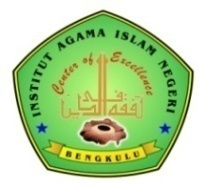 INSTITUT AGAMA ISLAM NEGERI
Center of Excellence
BENGKULU